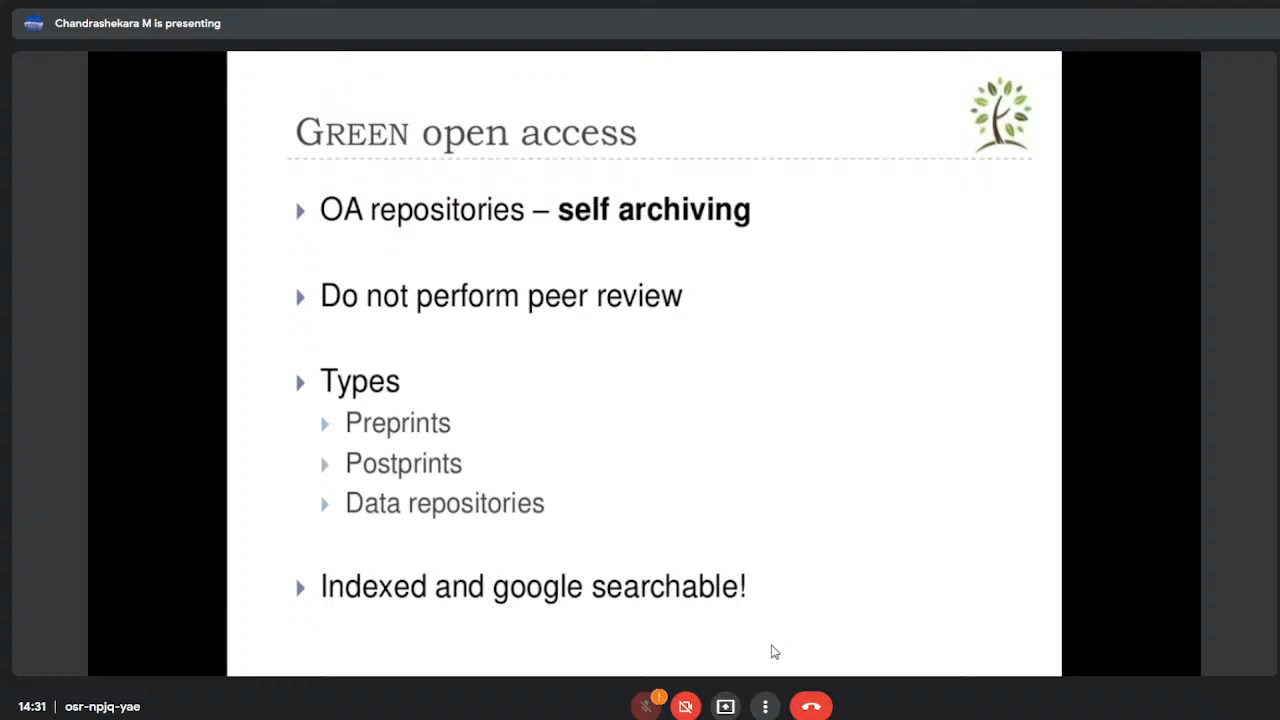 Chandrashekara M is presenting
GREEN open access
OA repositories – self archiving
Do not perform peer review
Types
Preprints
Postprints
Data repositories
Indexed and google searchable!
14:31 | osr-npjq-yae